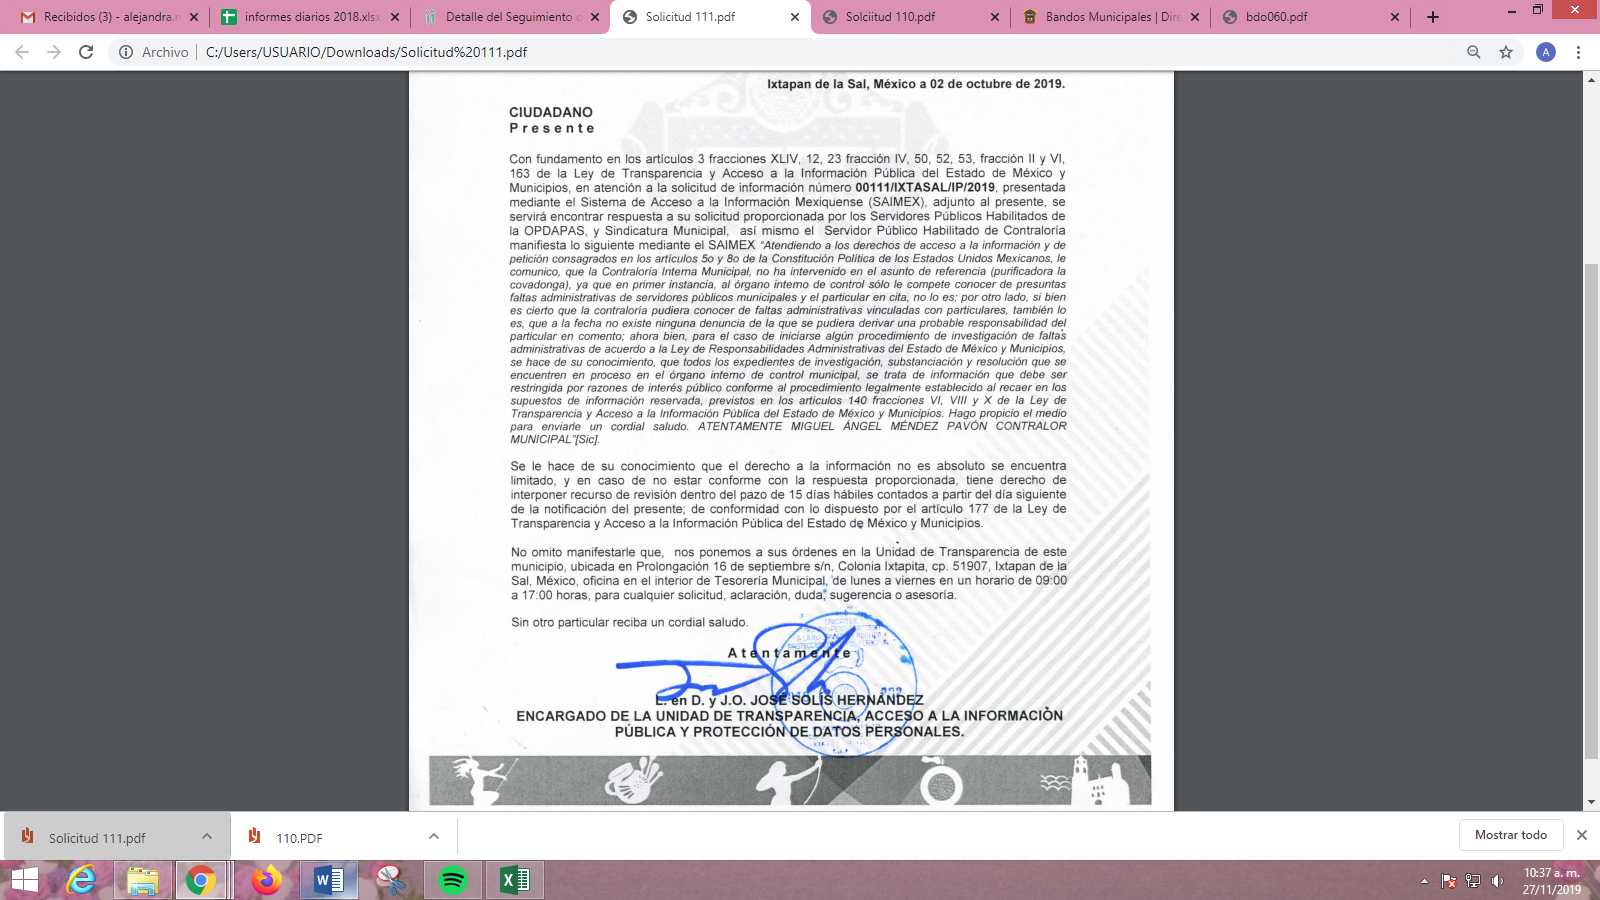 Recibidos (3) - alejandra.n
informes diarios 2018.xlsx
Detalle del Seguimiento d
Solicitud 111.pdf
Solciitud 110.pdf
Bandos Municipales | Dire
bdo060.pdf
Archivo
C:/Users/USUARIO/Downloads/Solicitud%20111.pdf
A
Ixtapan de la Sal, México a 02 de octubre de 2019.
CIUDADANO
P r e s e n t e
Con fundamento en los artículos 3 fracciones XLIV, 12, 23 fracción IV, 50, 52, 53, fracción II y VI,
163 de la Ley de Transparencia y Acceso a la Información Pública del Estado de México y
Municipios, en atención a la solicitud de información número 00111/IXTASAL/IP/2019, presentada
mediante el Sistema de Acceso a la Información Mexiquense (SAIMEX), adjunto al presente, se
servirá encontrar respuesta a su solicitud proporcionada por los Servidores Públicos Habilitados de
la OPDAPAS, y Sindicatura Municipal, así mismo el Servidor Público Habilitado de Contraloría
manifiesta lo siguiente mediante el SAIMEX “Atendiendo a los derechos de acceso a la información y de
petición consagrados en los artículos 5o y 8o de la Constitución Política de los Estados Unidos Mexicanos, le
comunico, que la Contraloría Interna Municipal, no ha intervenido en el asunto de referencia (purificadora la
covadonga), ya que en primer instancia, al órgano interno de control sólo le compete conocer de presuntas
faltas administrativas de servidores públicos municipales y el particular en cita, no lo es; por otro lado, si bien
es cierto que la contraloría pudiera conocer de faltas administrativas vinculadas con particulares, también lo
es, que a la fecha no existe ninguna denuncia de la que se pudiera derivar una probable responsabilidad del
particular en comento; ahora bien, para el caso de iniciarse algún procedimiento de investigación de faltas
administrativas de acuerdo a la Ley de Responsabilidades Administrativas del Estado de México y Municipios,
se hace de su conocimiento, que todos los expedientes de investigación, substanciación y resolución que se
encuentren en proceso en el órgano interno de control municipal, se trata de información que debe ser
restringida por razones de interés público conforme al procedimiento legalmente establecido al recaer en los
supuestos de información reservada, previstos en los artículos 140 fracciones VI, VIII y X de la Ley de
Transparencia y Acceso a la Información Pública del Estado de México y Municipios. Hago propicio el medio
para enviarle un cordial saludo. ATENTAMENTE MIGUEL ÁNGEL MÉNDEZ PAVÓN CONTRALOR
MUNICIPAL”[Sic].
Se le hace de su conocimiento que el derecho a la información no es absoluto se encuentra
limitado, y en caso de no estar conforme con la respuesta proporcionada, tiene derecho de
interponer recurso de revisión dentro del pazo de 15 días hábiles contados a partir del día siguiente
de la notificación del presente; de conformidad con lo dispuesto por el artículo 177 de la Ley de
Transparencia y Acceso a la Información Pública del Estado de México y Municipios.
No omito manifestarle que, nos ponemos a sus órdenes en la Unidad de Transparencia de este
municipio, ubicada en Prolongación 16 de septiembre s/n, Colonia Ixtapita, cp. 51907, Ixtapan de la
Sal, México, oficina en el interior de Tesorería Municipal, de lunes a viernes en un horario de 09:00
a 17:00 horas, para cualquier solicitud, aclaración, duda, sugerencia o asesoría.
Sin otro particular reciba un cordial saludo.
A t e n t a m e n t e
L. en D. y J.O. JOSÉ SOLÍS HERNÁNDEZ
ENCARGADO DE LA UNIDAD DE TRANSPARENCIA, ACCESO A LA INFORMACIÓN
PÚBLICA Y PROTECCIÓN DE DATOS PERSONALES.
Solicitud 111.pdf
110.PDF
Mostrar todo
10:37 a. m.
27/11/2019